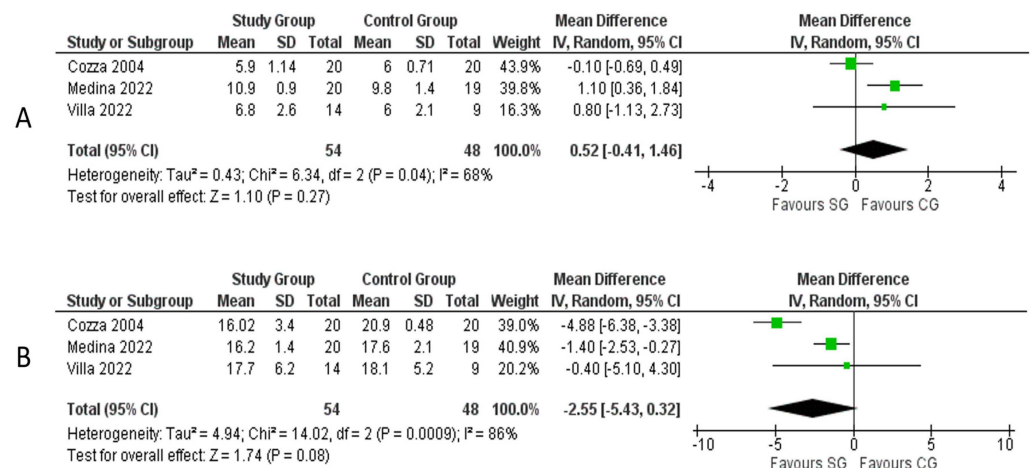 A
Study Group Control Group Mean Difference Mean Difference
Study or Subgroup Mean SD Total Mean SD Total Weight IV, Random, 95% CI IV, Random, 95% CI
Cozza 2004 5.9 1.14 20 6 0.71 20 43.9% -0.10 [-0.69, 0.49]
Medina 2022 10.9 0.9 20 9.8 1.4 19 39.8% 1.10 [0.36, 1.84]
Villa 2022 6.8 2.6 14 6 2.1 9 16.3% 0.80 [-1.13, 2.73]
Total (95% CI) 54 48 100.0% 0.52 [-0.41, 1.46]
Heterogeneity: Tau² = 0.43; Chi² = 6.34, df = 2 (P = 0.04); I² = 68%
Test for overall effect: Z = 1.10 (P = 0.27)
-4 -2 0 2 4
Favours SG Favours CG
B
Study Group Control Group Mean Difference Mean Difference
Study or Subgroup Mean SD Total Mean SD Total Weight IV, Random, 95% CI IV, Random, 95% CI
Cozza 2004 16.02 3.4 20 20.9 0.48 20 39.0% -4.88 [-6.38, -3.38]
Medina 2022 16.2 1.4 20 17.6 2.1 19 40.9% -1.40 [-2.53, -0.27]
Villa 2022 17.7 6.2 14 18.1 5.2 9 20.2% -0.40 [-5.10, 4.30]
Total (95% CI) 54 48 100.0% -2.55 [-5.43, 0.32]
Heterogeneity: Tau² = 4.94; Chi² = 14.02, df = 2 (P = 0.0009); I² = 86%
Test for overall effect: Z = 1.74 (P = 0.08)
-10 -5 0 5 10
Favours SG Favours CG